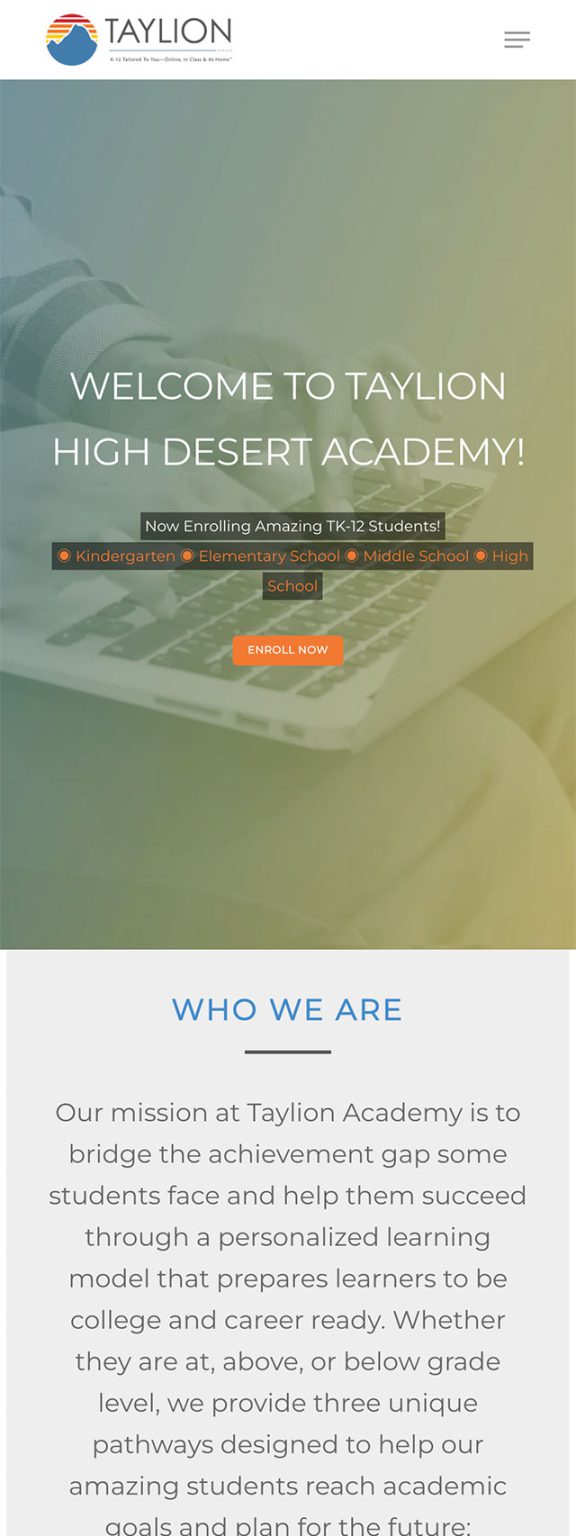 TAYLION
K-12 Tailored To You—Online, In Class & At Home™
WELCOME TO TAYLION
HIGH DESERT ACADEMY!
Now Enrolling Amazing TK-12 Students!
◉ Kindergarten ◉ Elementary School ◉ Middle School ◉ High
School
ENROLL NOW
WHO WE ARE
Our mission at Taylion Academy is to
bridge the achievement gap some
students face and help them succeed
through a personalized learning
model that prepares learners to be
college and career ready. Whether
they are at, above, or below grade
level, we provide three unique
pathways designed to help our
amazing students reach academic
goals and plan for the future: